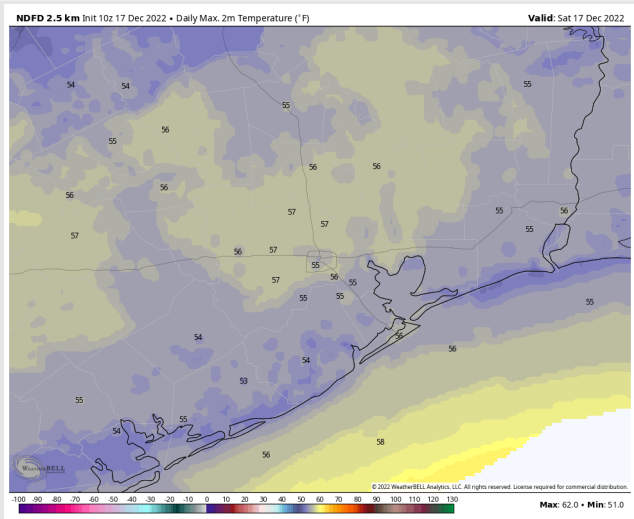 NDFD 2.5 km Init 10z 17 Dec 2022 • Daily Max. 2m Temperature (°F) Valid: Sat 17 Dec 2022
54 54 55
55
56
55
56 56
56 56
57 55 56
57 57 55
56 57
55
57 56 55
55 55 55
54 56
56
54
53
55
55
54
58
56
WEATHERBELL
© 2022 WeatherBELL Analytics, LLC. All rights reserved. License required for commercial distribution.
-100 -90 -80 -70 -60 -50 -40 -30 -20 -10 0 10 20 30 40 50 60 70 80 90 100 110 120 130
Max: 62.0 • Min: 51.0